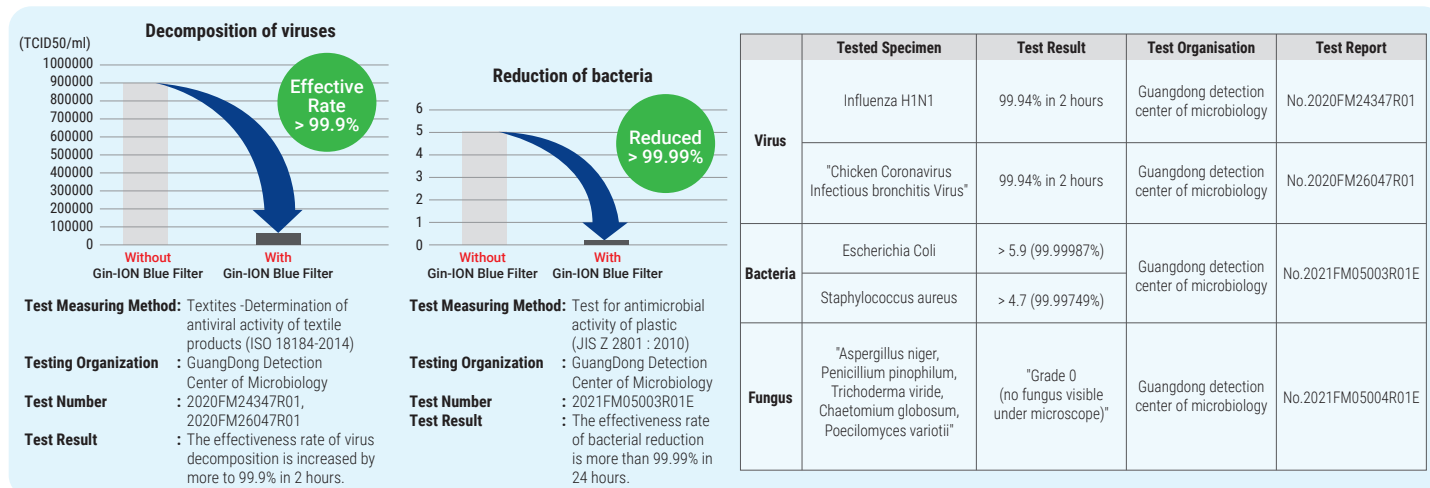 Decomposition of viruses
(TCID50/ml)
1000000
900000
800000
700000
600000
500000
400000
300000
200000
100000
0
Effective
Rate
> 99.9%
Without
Gin-ION Blue Filter
With
Gin-ION Blue Filter
Test Measuring Method: Textites -Determination of
antiviral activity of textile
products (ISO 18184-2014)
Testing Organization : GuangDong Detection
Center of Microbiology
Test Number : 2020FM24347R01,
2020FM26047R01
Test Result : The effectiveness rate of virus
decomposition is increased by
more to 99.9% in 2 hours.
Reduction of bacteria
6
5
4
3
2
1
0
Reduced
> 99.99%
Without
Gin-ION Blue Filter
With
Gin-ION Blue Filter
Test Measuring Method: Test for antimicrobial
activity of plastic
(JIS Z 2801 : 2010)
Testing Organization : GuangDong Detection
Center of Microbiology
Test Number : 2021FM05003R01E
Test Result : The effectiveness rate
of bacterial reduction
is more than 99.99% in
24 hours.
Tested Specimen Test Result Test Organisation Test Report
Virus
Influenza H1N1
99.94% in 2 hours
Guangdong detection
center of microbiology
No.2020FM24347R01
"Chicken Coronavirus
Infectious bronchitis Virus"
99.94% in 2 hours
Guangdong detection
center of microbiology
No.2020FM26047R01
Bacteria
Escherichia Coli
> 5.9 (99.99987%)
Staphylococcus aureus
> 4.7 (99.99749%)
Guangdong detection
center of microbiology
No.2021FM05003R01E
Fungus
"Aspergillus niger,
Penicillium pinophilum,
Trichoderma viride,
Chaetomium globosum,
Poecilomyces variotii"
"Grade 0
(no fungus visible
under microscope)"
Guangdong detection
center of microbiology
No.2021FM05004R01E